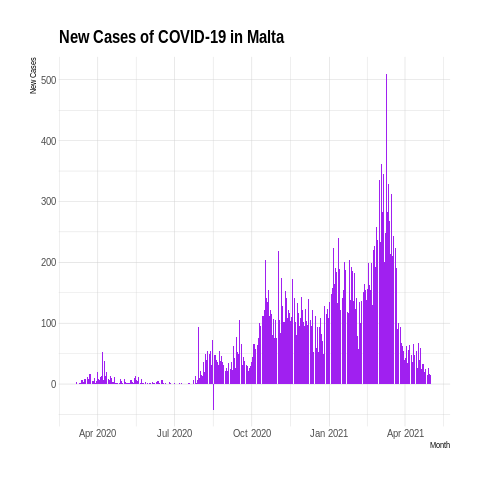 New Cases of COVID-19 in Malta
New Cases
500
400
300
200
100
0
Apr 2020
Jul 2020
Oct 2020
Jan 2021
Apr 2021
Month